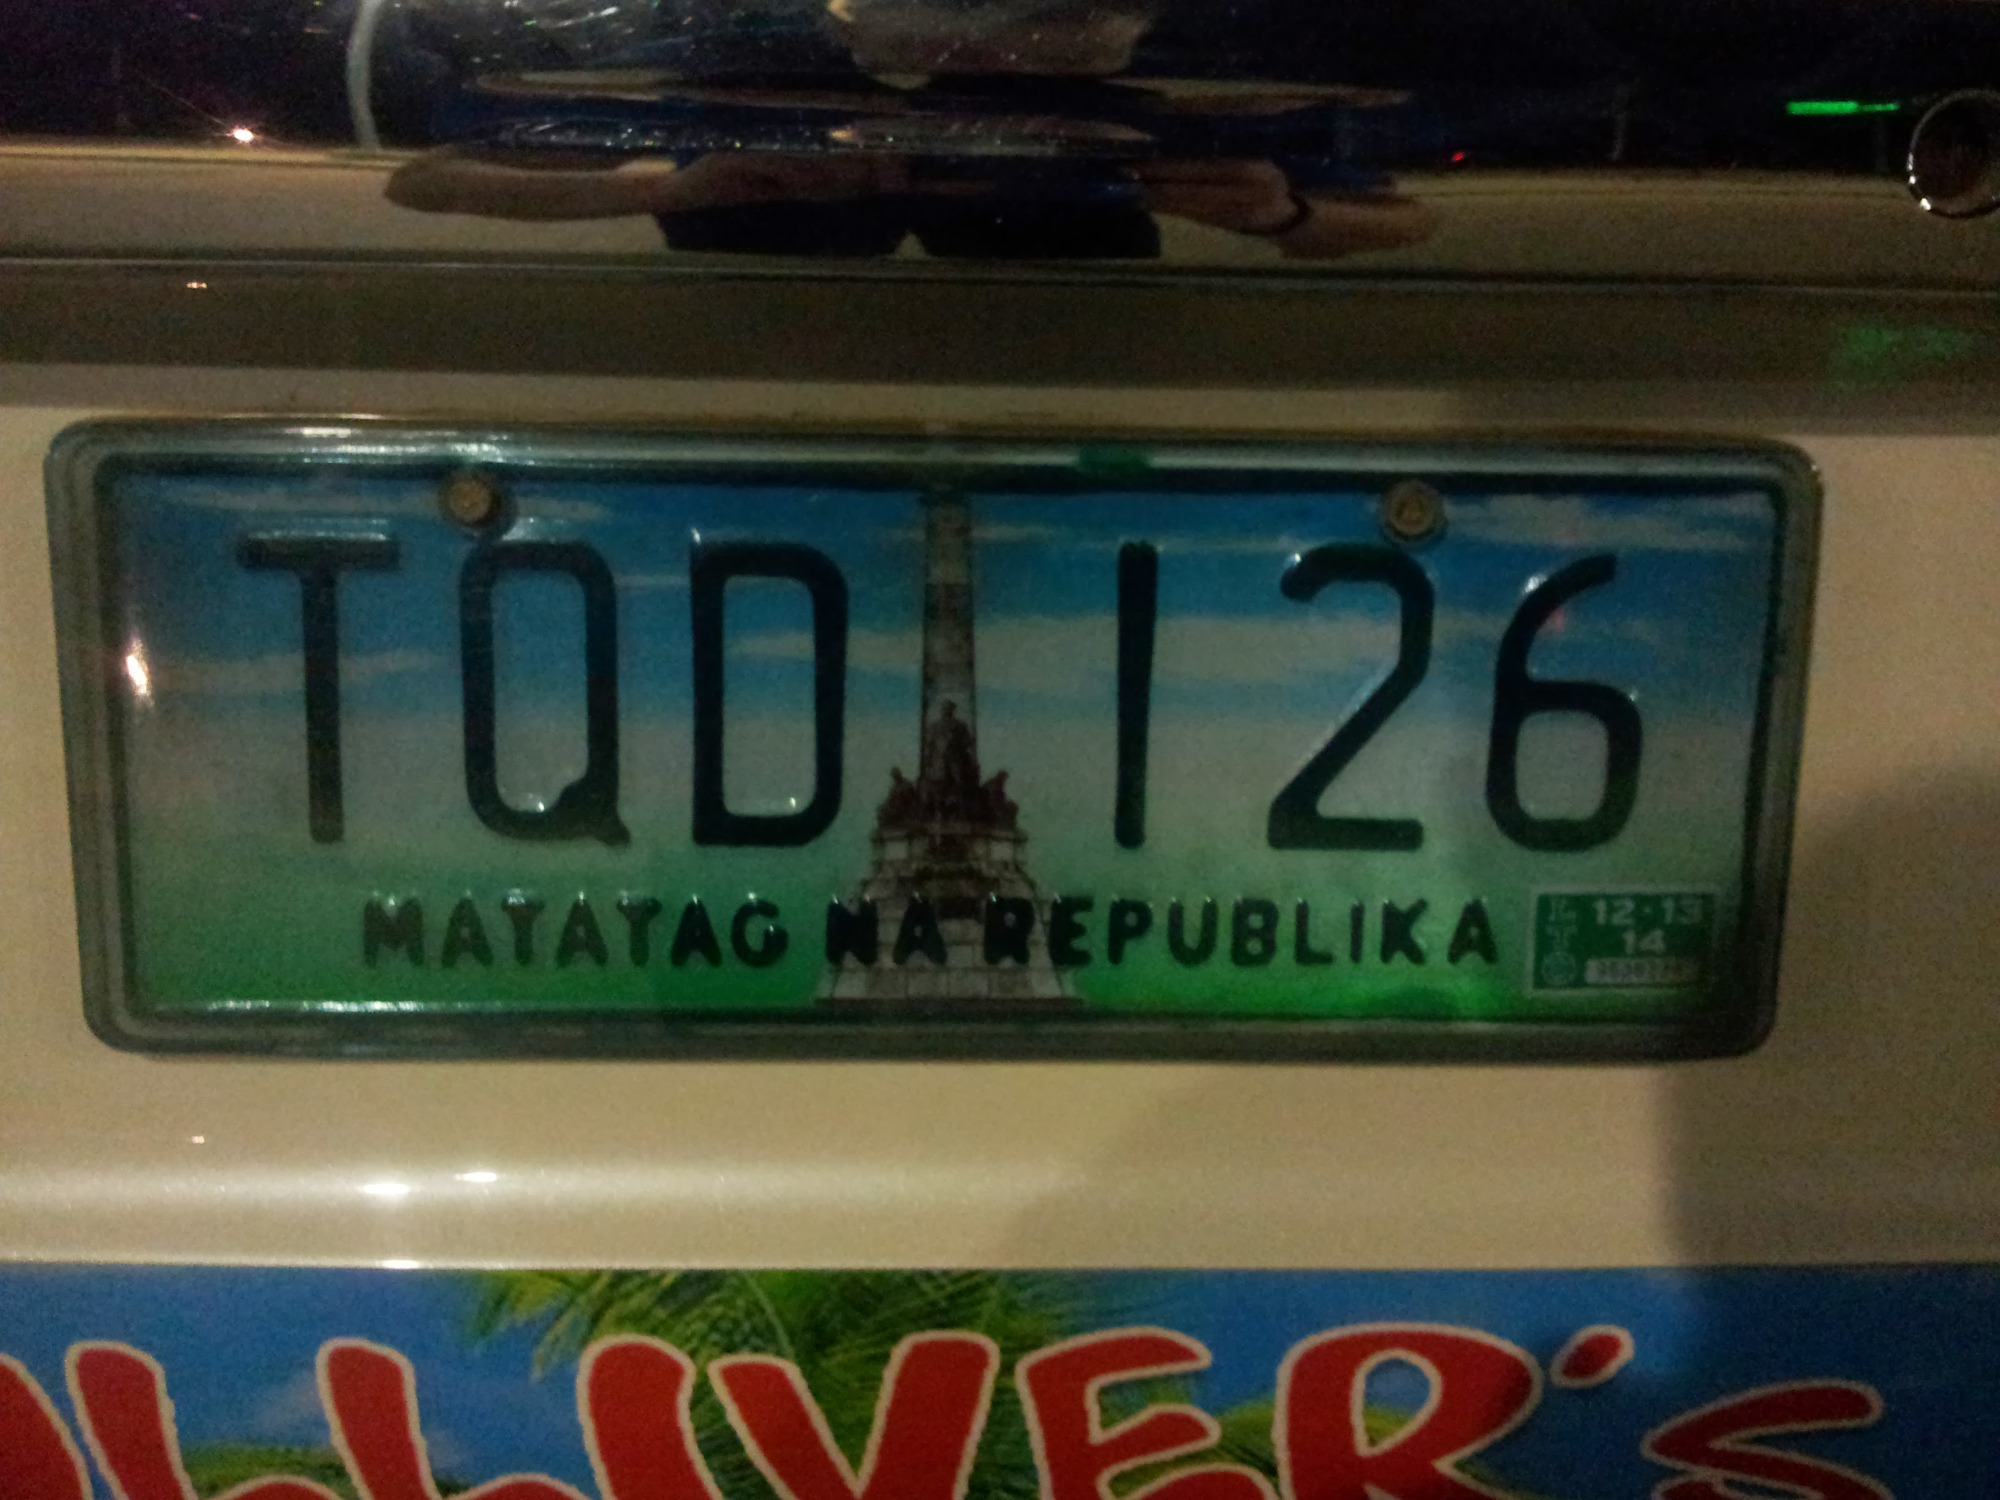 TQD 126
MATATAG NA REPUBLIKA
12-13
14